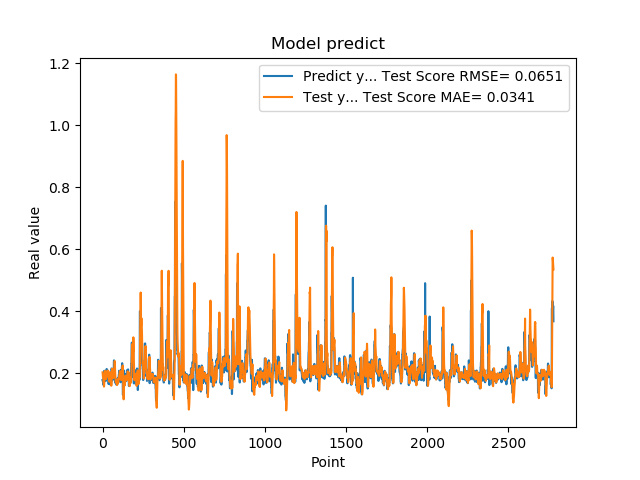 Model predict
Predict y... Test Score RMSE= 0.0651
Test y... Test Score MAE= 0.0341
Real value
1.2
1.0
0.8
0.6
0.4
0.2
0
500
1000
1500
2000
2500
Point